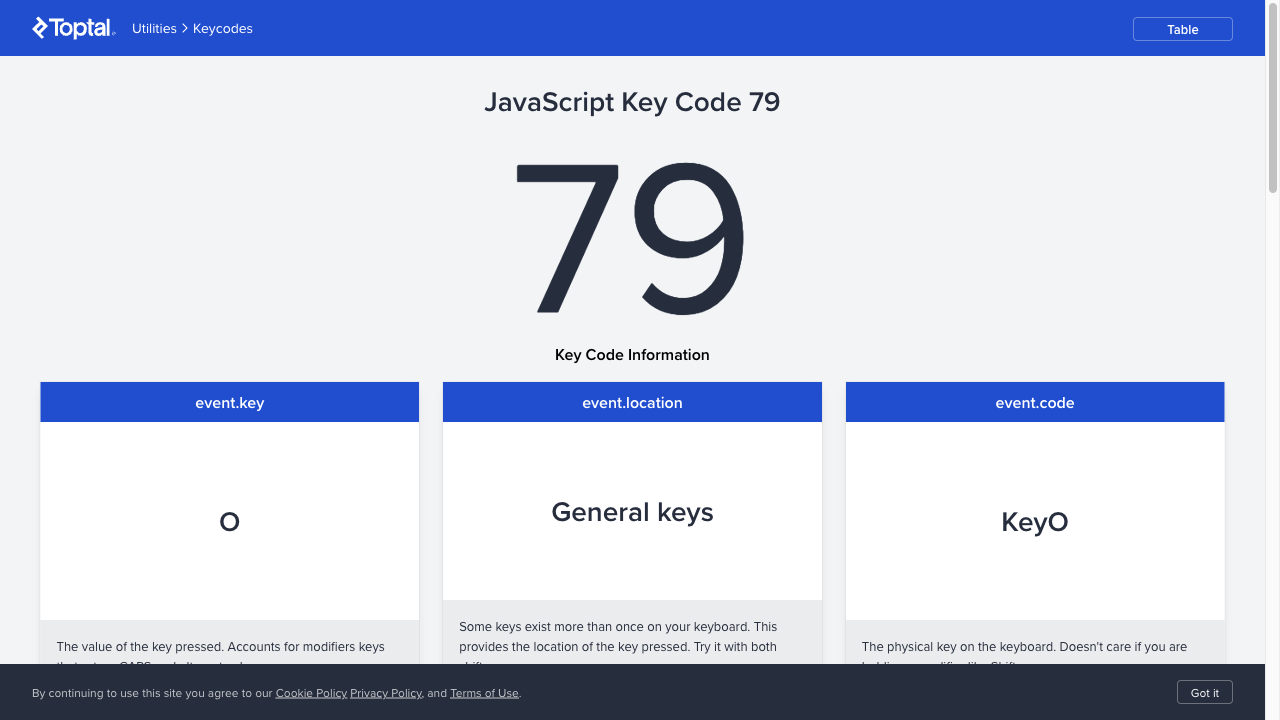 Toptal
Utilities > Keycodes
Table
JavaScript Key Code 79
79
Key Code Information
event.key
event.location
event.code
O
General keys
KeyO
The value of the key pressed. Accounts for modifiers keys
Some keys exist more than once on your keyboard. This
provides the location of the key pressed. Try it with both
The physical key on the keyboard. Doesn't care if you are
By continuing to use this site you agree to our Cookie Policy Privacy Policy, and Terms of Use.
Got it